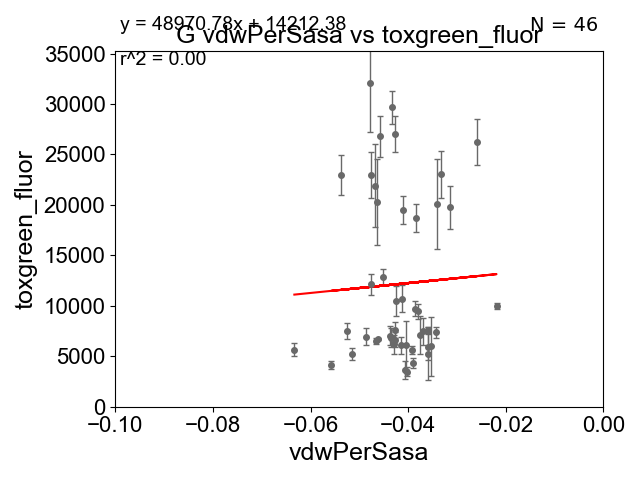 y = 48970.78x + 14212.38
N = 46
G vdwPerSasa vs toxgreen_fluor
r^2 = 0.00
35000
30000
25000
20000
15000
10000
5000
0
toxgreen_fluor
−0.10
−0.08
−0.06
−0.04
−0.02
0.00
vdwPerSasa